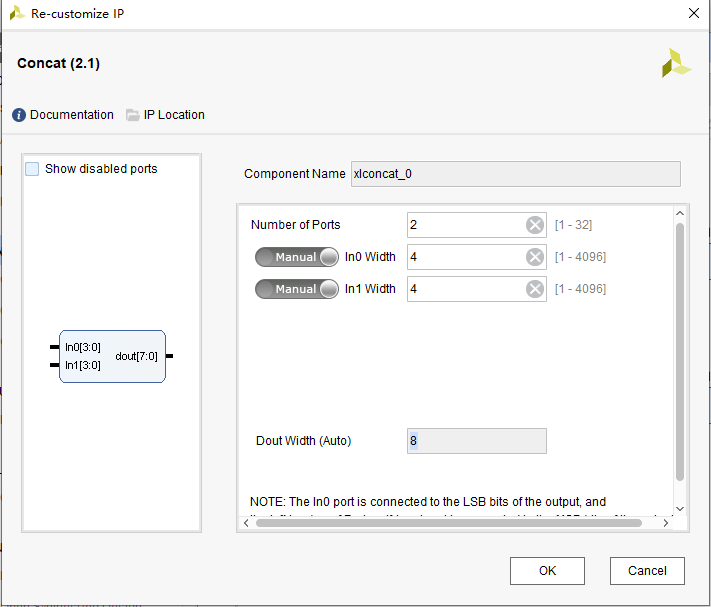 Re-customize IP
Concat (2.1)
Documentation IP Location
Show disabled ports
In0[3:0]
In1[3:0]
dout[7:0]
Component Name xlconcat_0
Number of Ports 2 [1 - 32]
Manual In0 Width 4 [1 - 4096]
Manual In1 Width 4 [1 - 4096]
Dout Width (Auto) 8
NOTE: The In0 port is connected to the LSB bits of the output, and
OK Cancel